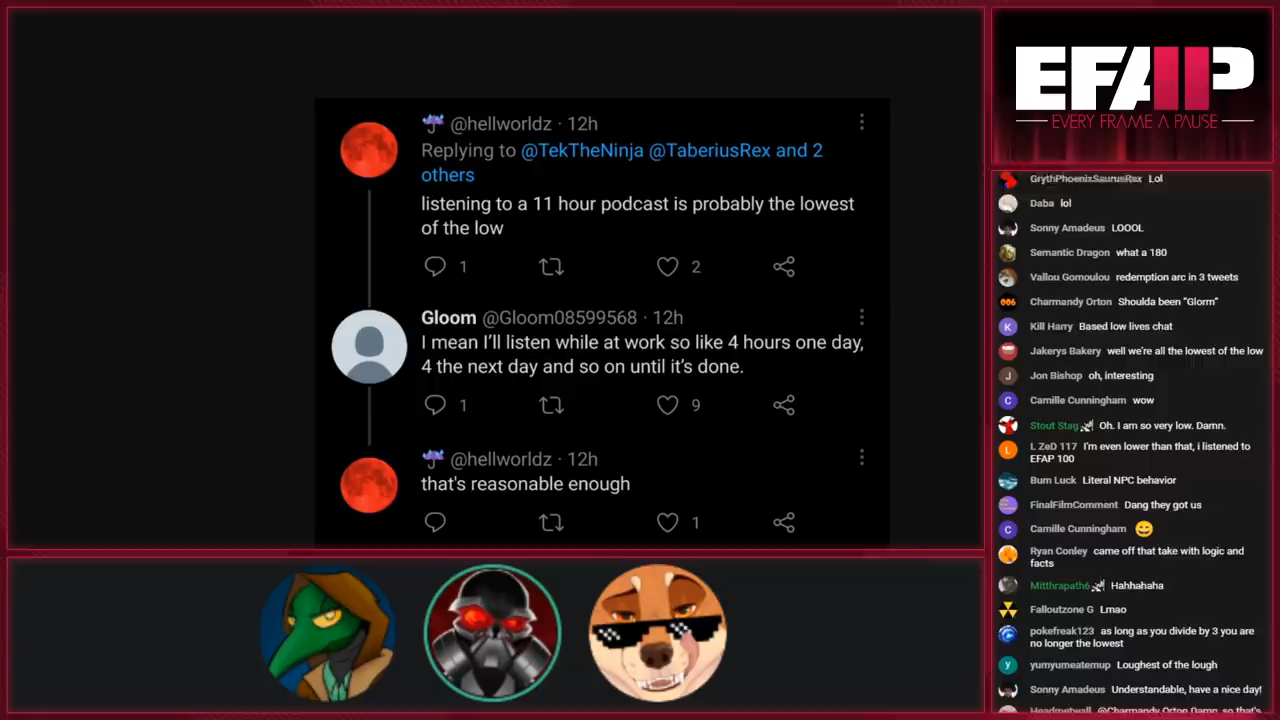 @hellworldz · 12h
Replying to @TekTheNinja @TaberiusRex and 2
others
listening to a 11 hour podcast is probably the lowest
of the low
1
2
Gloom @Gloom08599568 · 12h
I mean I'll listen while at work so like 4 hours one day,
4 the next day and so on until it's done.
1
9
@hellworldz · 12h
that's reasonable enough
1
EFAP
EVERY FRAME A PAUSE
GrythPhoenixSaurusRex Lol
Daba lol
Sonny Amadeus LOOOL
Semantic Dragon what a 180
Vallou Gomoulou redemption arc in 3 tweets
Charmandy Orton Shoulda been "Glorm"
Kill Harry Based low lives chat
Jakerys Bakery well we're all the lowest of the low
Jon Bishop oh, interesting
Camille Cunningham wow
Stout Stag Oh. I am so very low. Damn.
L ZeD 117 I'm even lower than that, i listened to
EFAP 100
Bum Luck Literal NPC behavior
FinalFilmComment Dang they got us
Camille Cunningham
Ryan Conley came off that take with logic and
facts
Mitthrapath6 Hahhahaha
Falloutzone G Lmao
pokefreak123 as long as you divide by 3 you are
no longer the lowest
yumyumeatemup Loughest of the lough
Sonny Amadeus Understandable, have a nice day!
@Charmandy Orton Damn, so that's